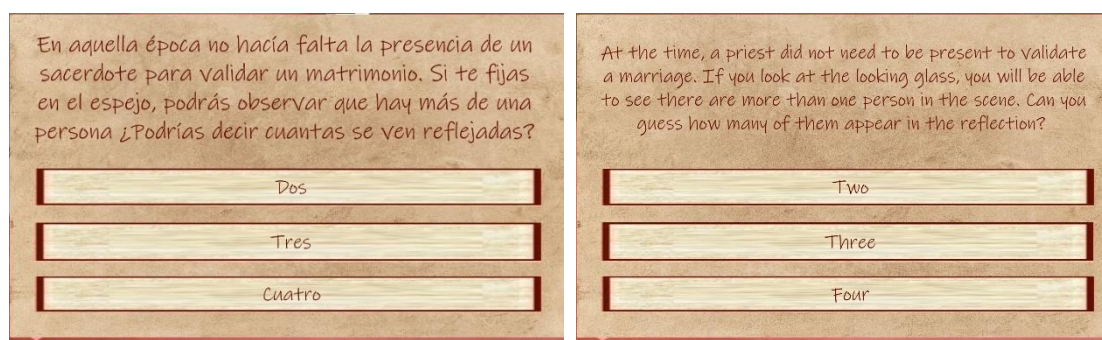 En aquella época no hacía falta la presencia de un
sacerdote para validar un matrimonio. Si te fijas
en el espejo, podrás observar que hay más de una
persona ¿Podrías decir cuantas se ven reflejadas?
Dos
Tres
Cuatro
At the time, a priest did not need to be present to validate
a marriage. If you look at the looking glass, you will be able
to see there are more than one person in the scene. Can you
guess how many of them appear in the reflection?
Two
Three
Four